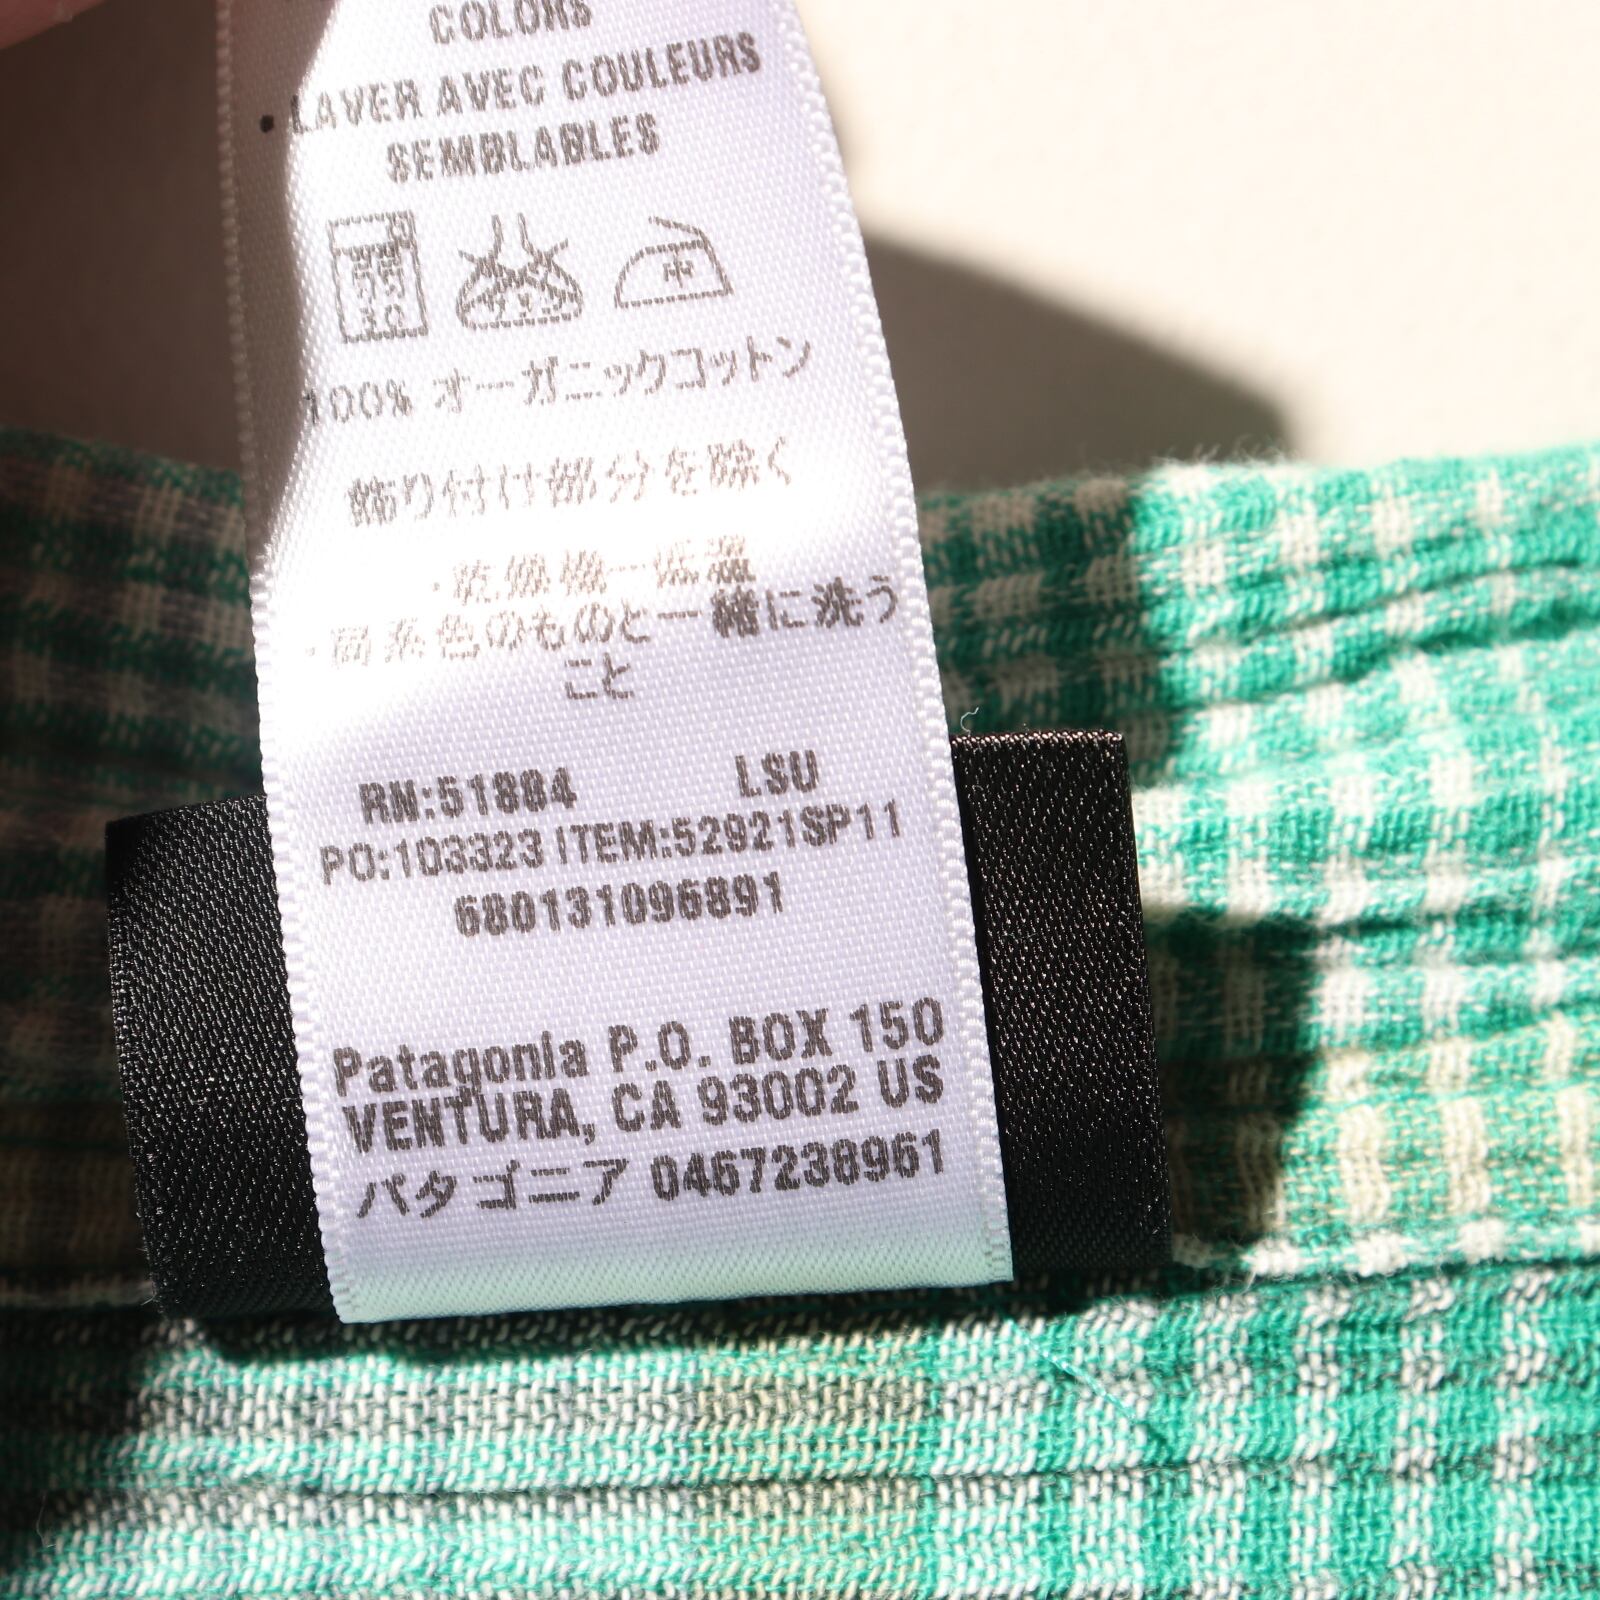 COLORS
• LAVER AVEC COULEURS
SEMBLABLES
30 中
100% オーガニックコットン
飾り付け部分を除く
・乾燥機ー低温
・同系色のものと一緒に洗う
こと
RN:51884 LSU
PO:103323 ITEM:52921SP11
680131096891
Patagonia P.O. BOX 150
VENTURA, CA 93002 US
パタゴニア 0467238961